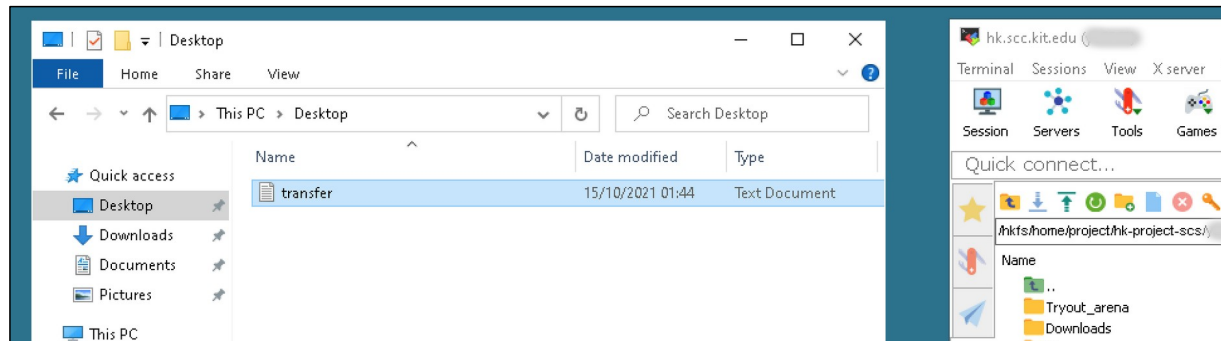 Desktop
File Home Share View
This PC > Desktop
Search Desktop
Name Date modified Type
Quick access
transfer 15/10/2021 01:44 Text Document
Desktop
Downloads
Documents
Pictures
This PC
hk.scc.kit.edu (
Terminal Sessions View X server
Session Servers Tools Games
Quick connect...
/hkfs/home/project/hk-project-scs/
Name
..
Tryout_arena
Downloads